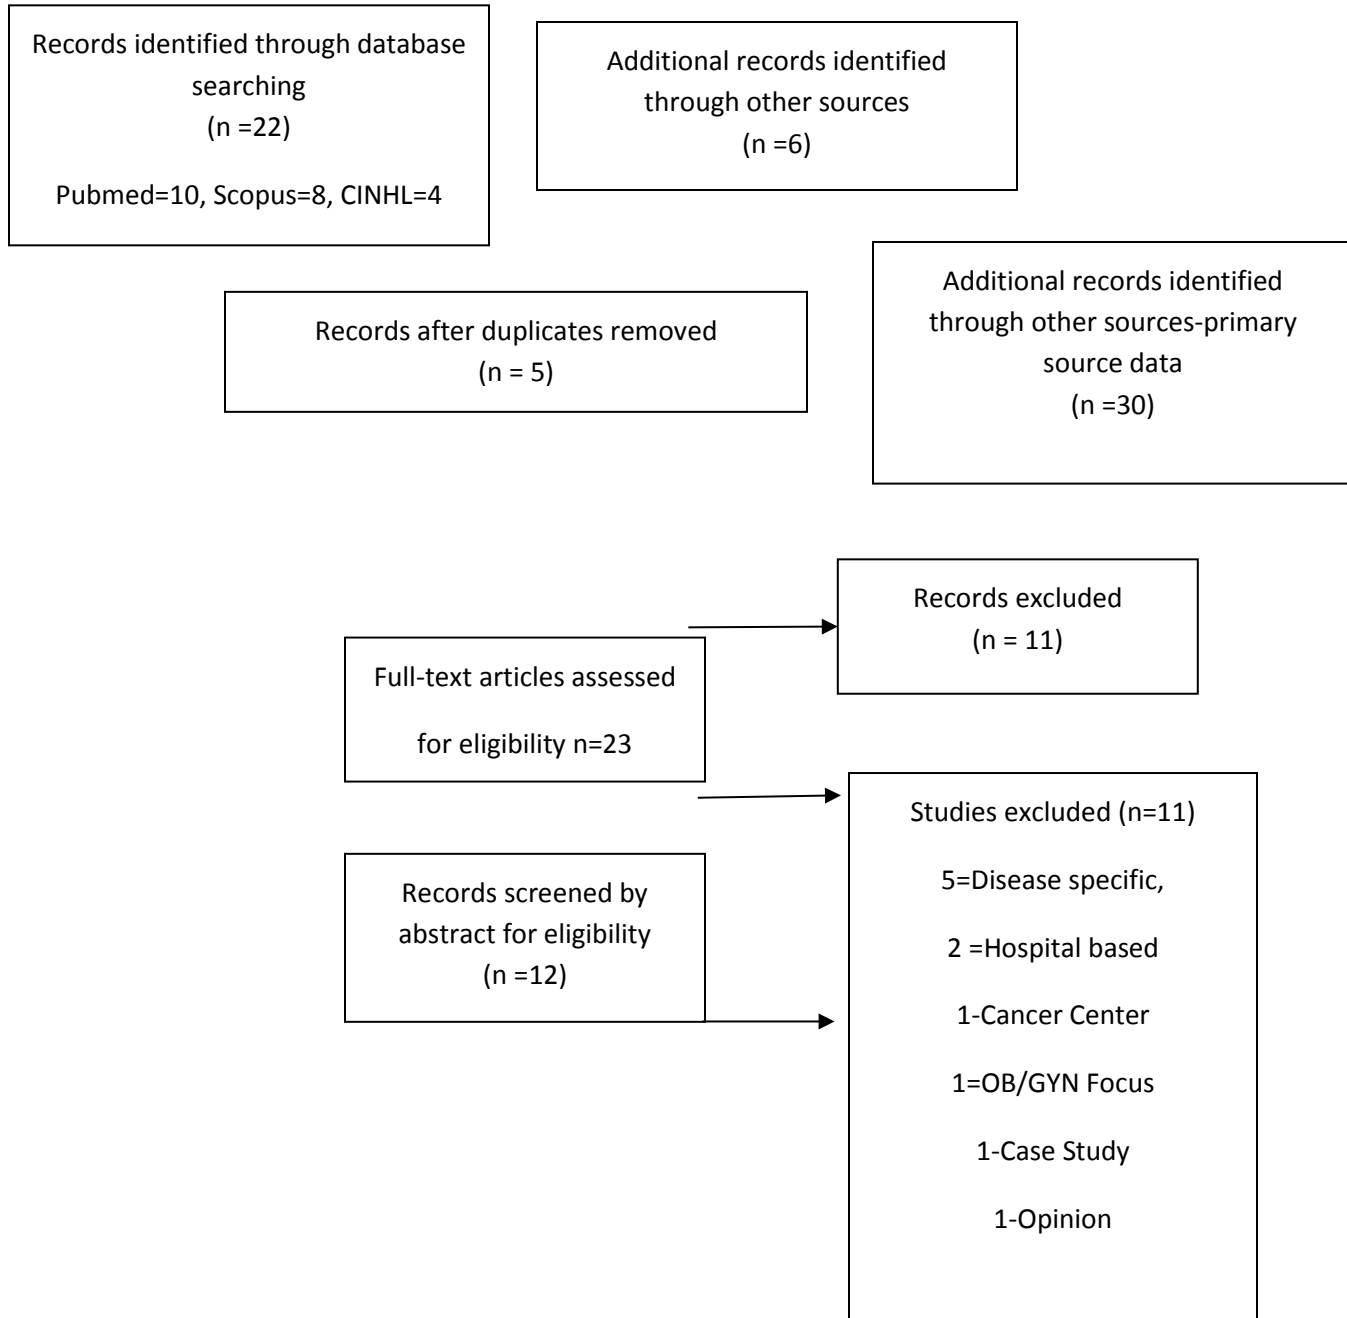 Records identified through database
searching
(n =22)
Pubmed=10, Scopus=8, CINHL=4
Additional records identified
through other sources
(n =6)
Additional records identified
through other sources-primary
source data
(n =30)
Records after duplicates removed
(n = 5)
Records excluded
(n = 11)
Full-text articles assessed
for eligibility n=23
Records screened by
abstract for eligibility
(n =12)
Studies excluded (n=11)
5=Disease specific,
2 =Hospital based
1-Cancer Center
1=OB/GYN Focus
1-Case Study
1-Opinion